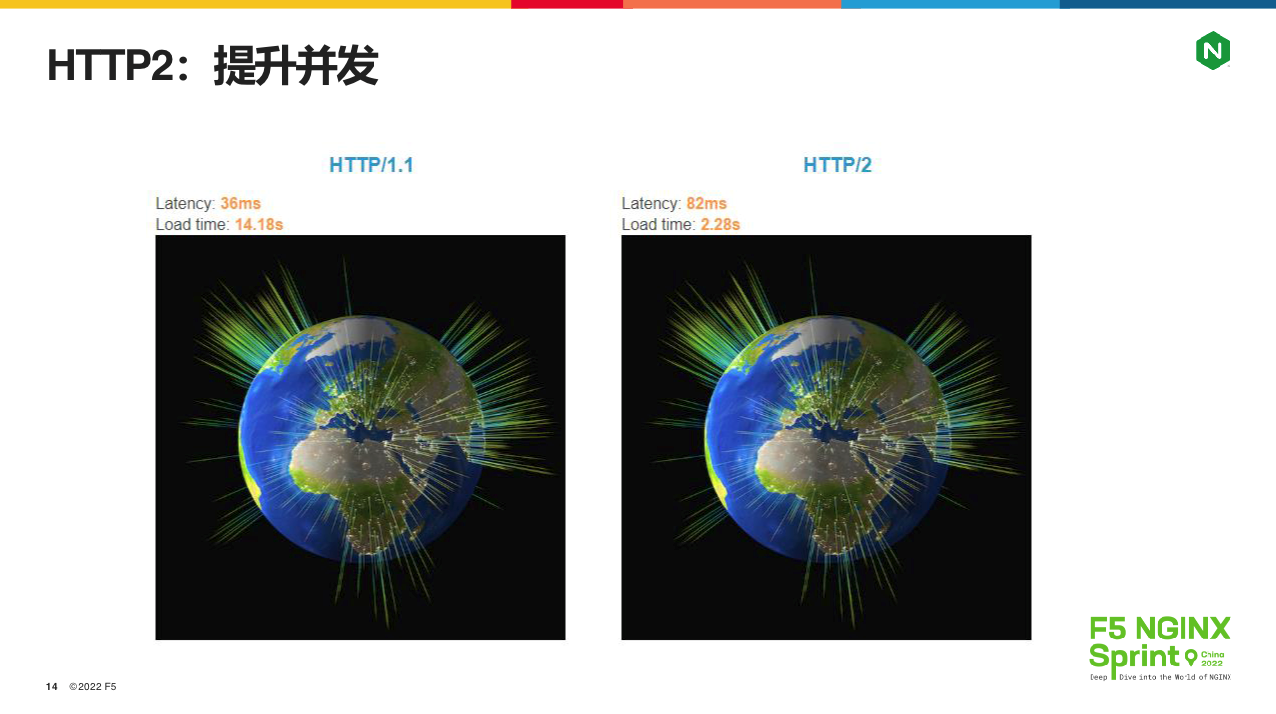 HTTP2：提升并发
HTTP/1.1
Latency: 36ms
Load time: 14.18s
HTTP/2
Latency: 82ms
Load time: 2.28s
F5 NGINX
Sprint China
2022
Deep Dive into the World of NGINX
14 ©2022 F5